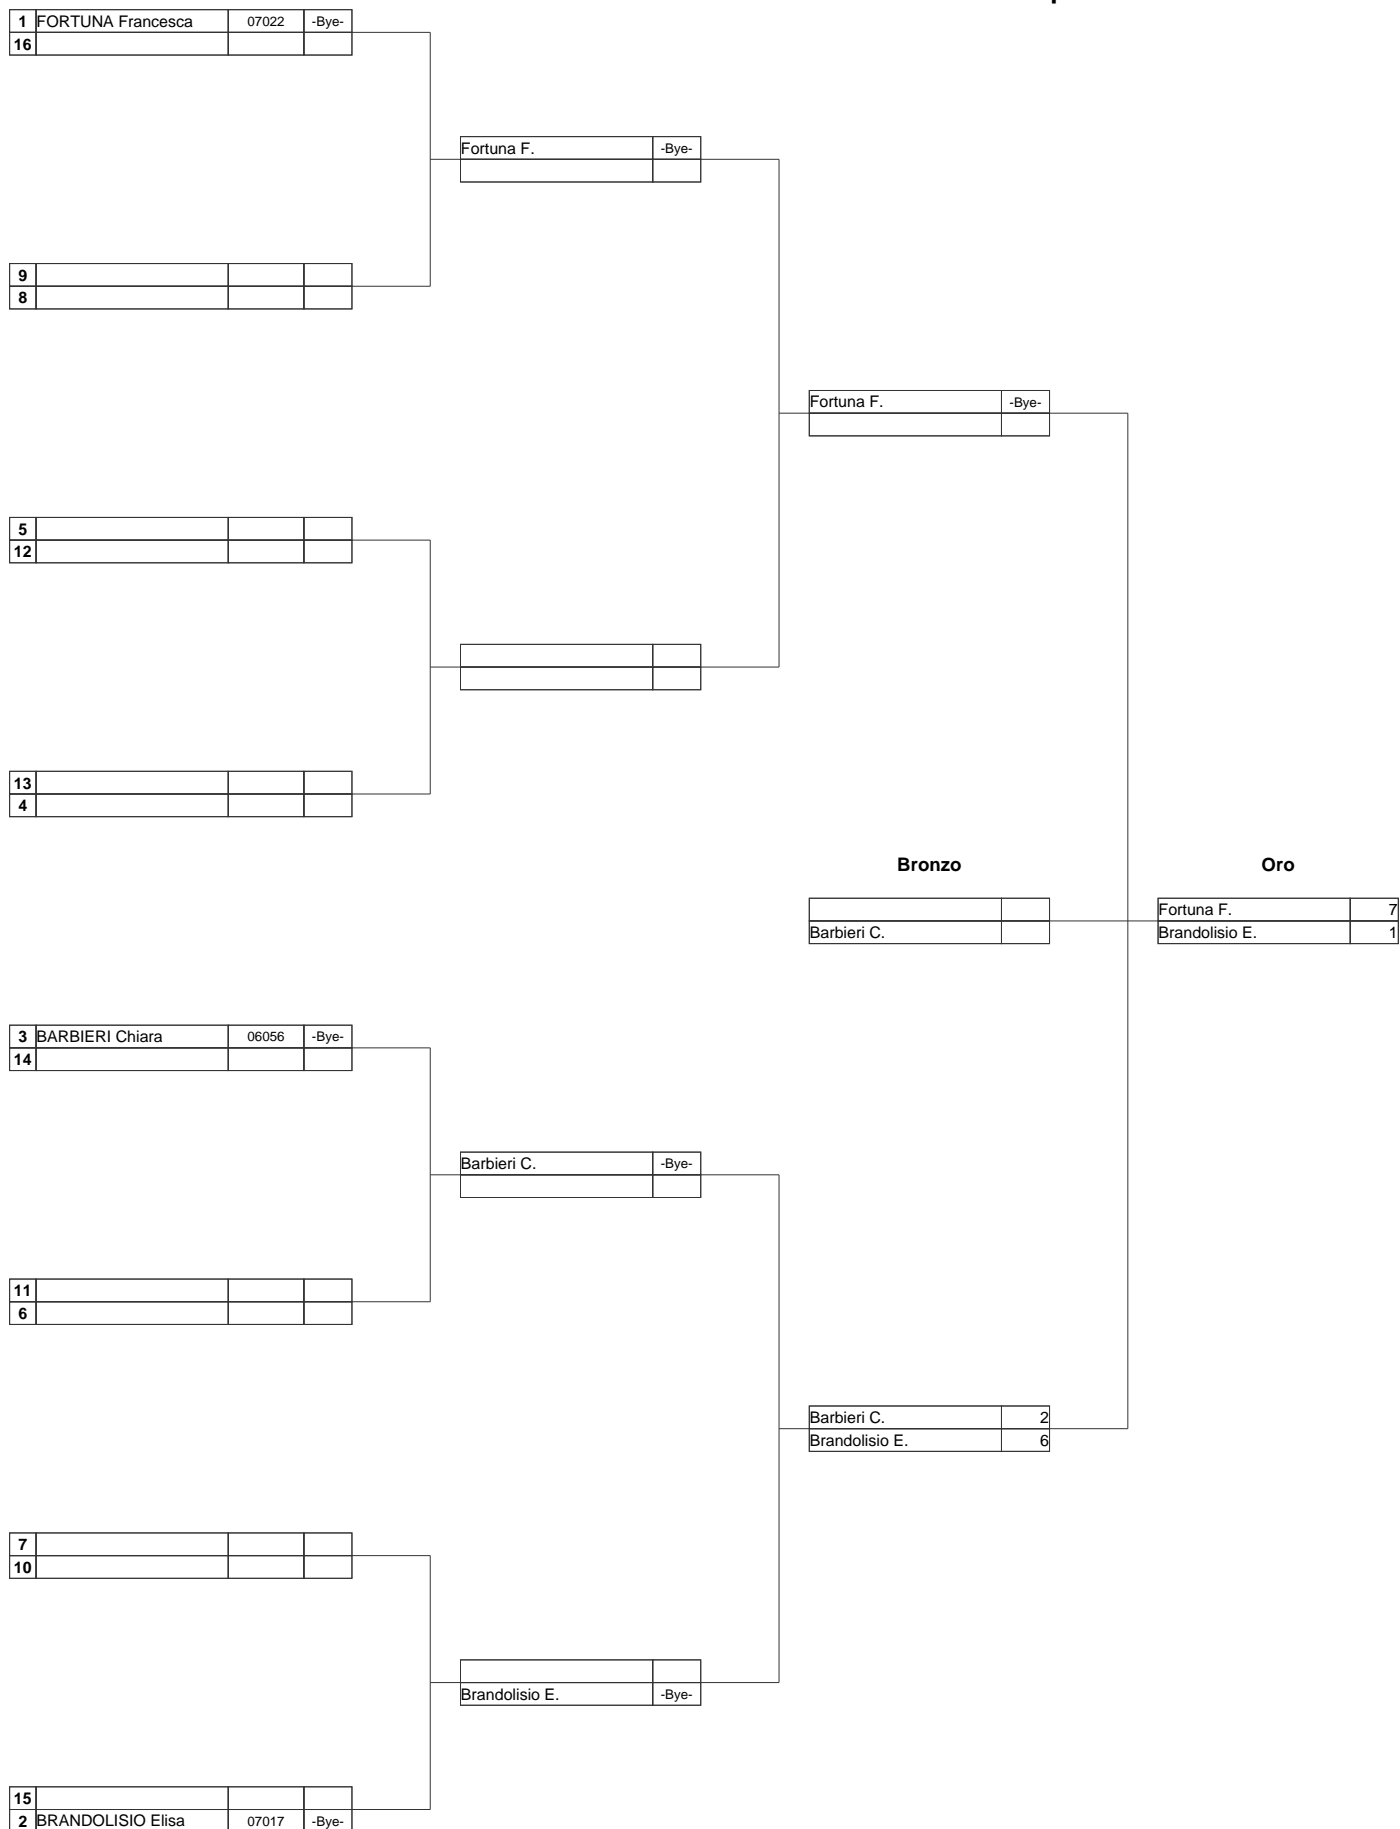 1 FORTUNA Francesca 07022 -Bye-
16
Fortuna F. -Bye-
9
8
Fortuna F. -Bye-
5
12
13
4
Bronzo Oro
Fortuna F. 7
Barbieri C. Brandolisio E. 1
3 BARBIERI Chiara 06056 -Bye-
14
Barbieri C. -Bye-
11
6
Barbieri C. 2
Brandolisio E. 6
7
10
Brandolisio E. -Bye-
15
2 BRANDOLISIO Elisa 07017 -Bye-